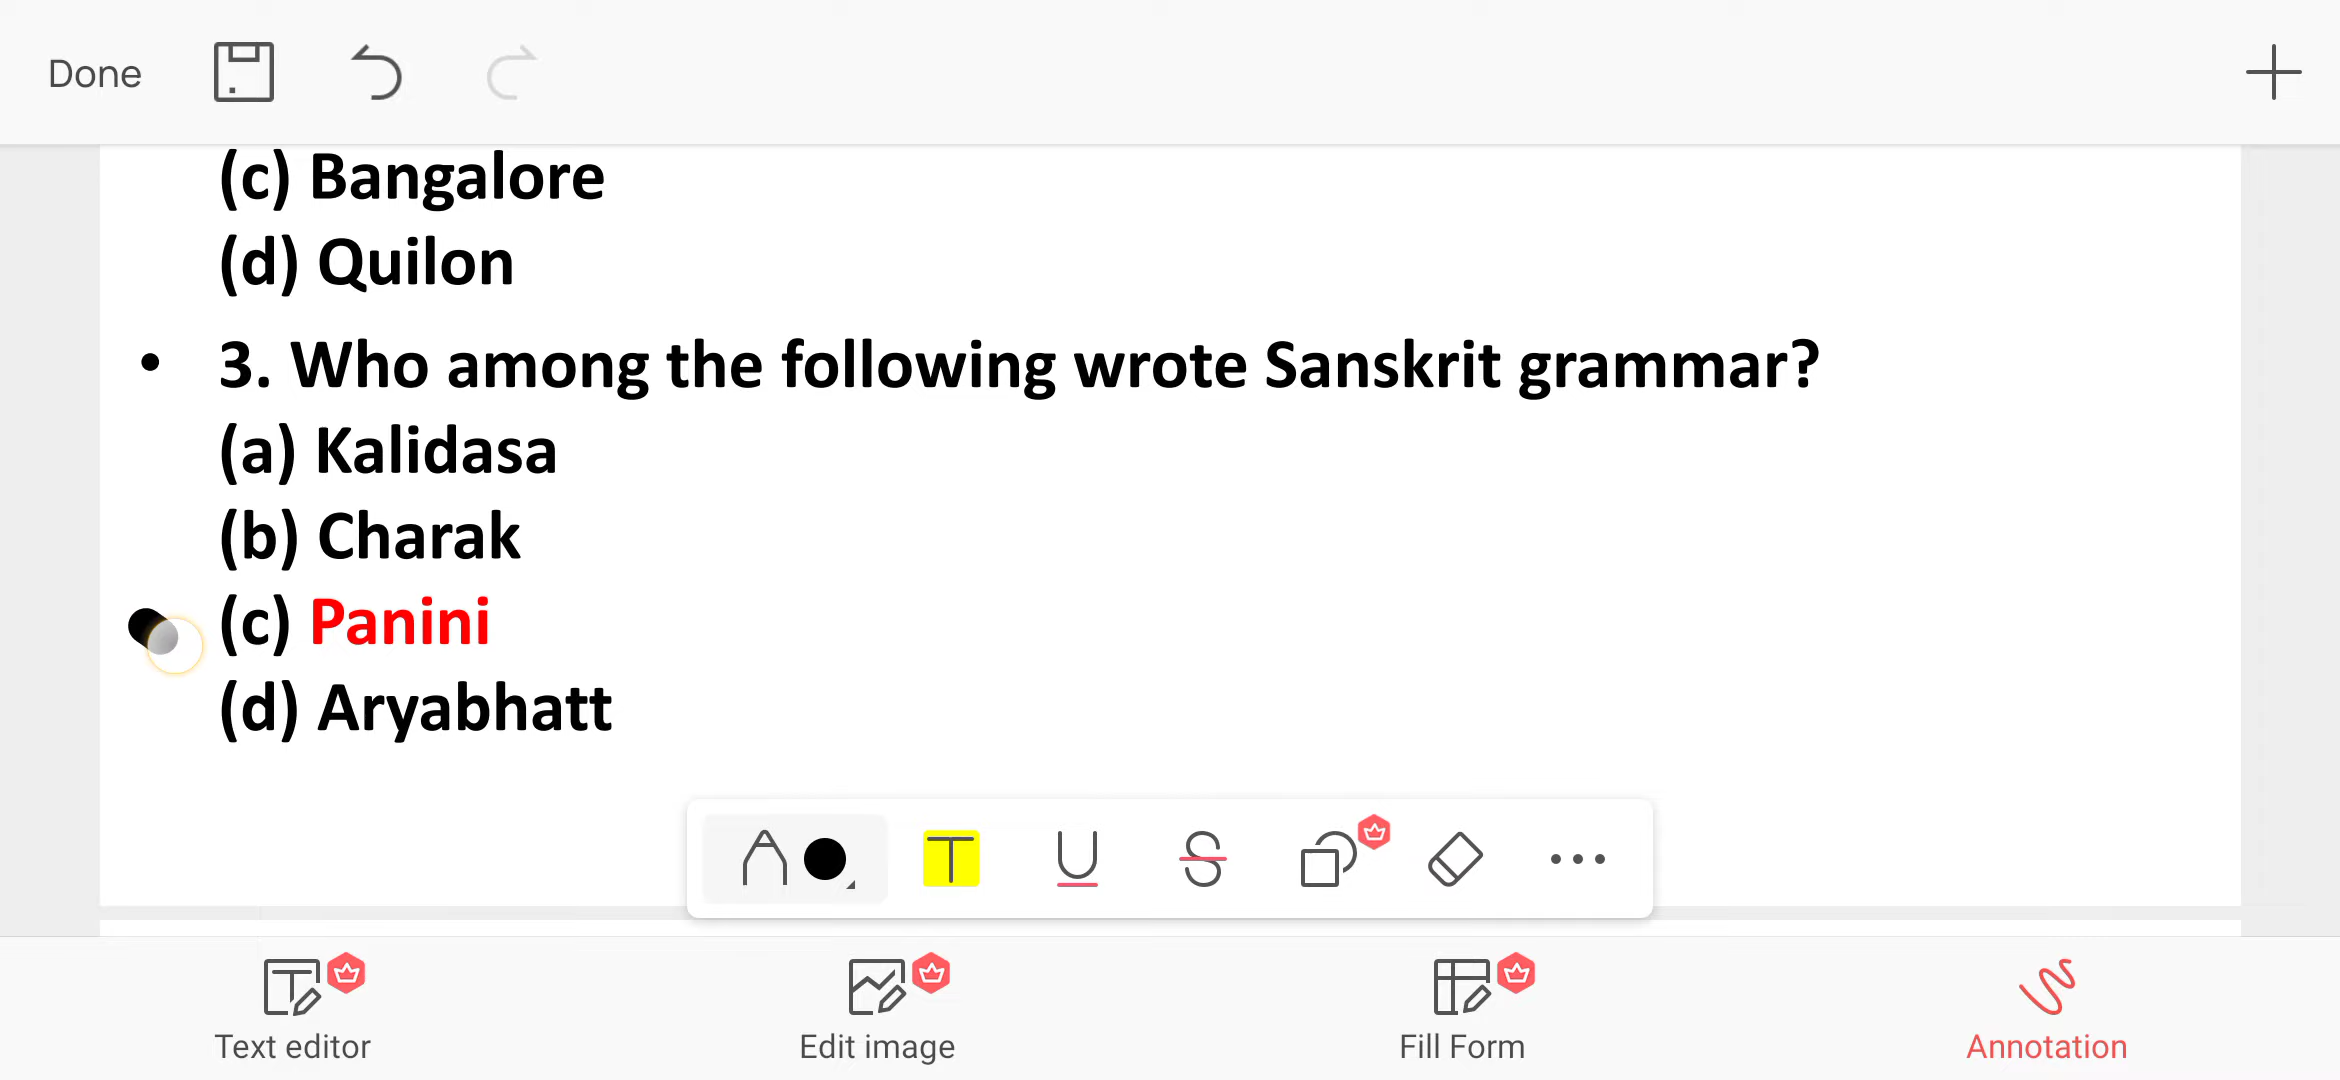 Done
(c) Bangalore
(d) Quilon
• 3. Who among the following wrote Sanskrit grammar?
(a) Kalidasa
(b) Charak
(c) Panini
(d) Aryabhatt
Text editor
Edit image
Fill Form
Annotation